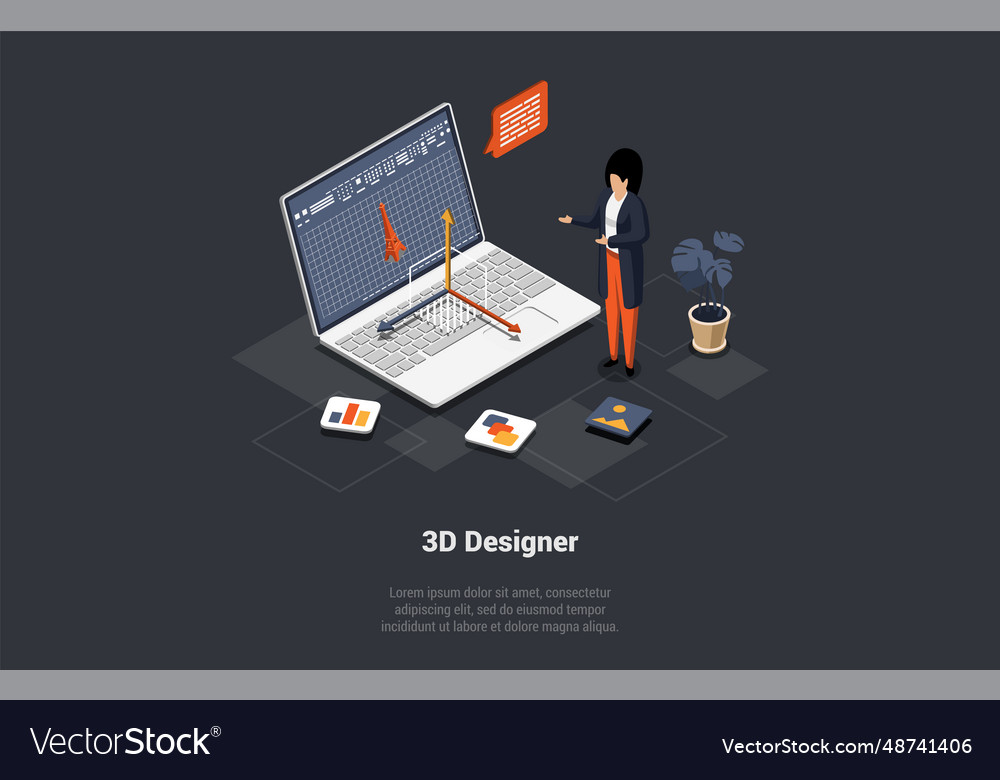 3D Designer
Lorem ipsum dolor sit amet, consectetur
adipiscing elit, sed do eiusmod tempor
incididunt ut labore et dolore magna aliqua.
VectorStock®
VectorStock.com/48741406